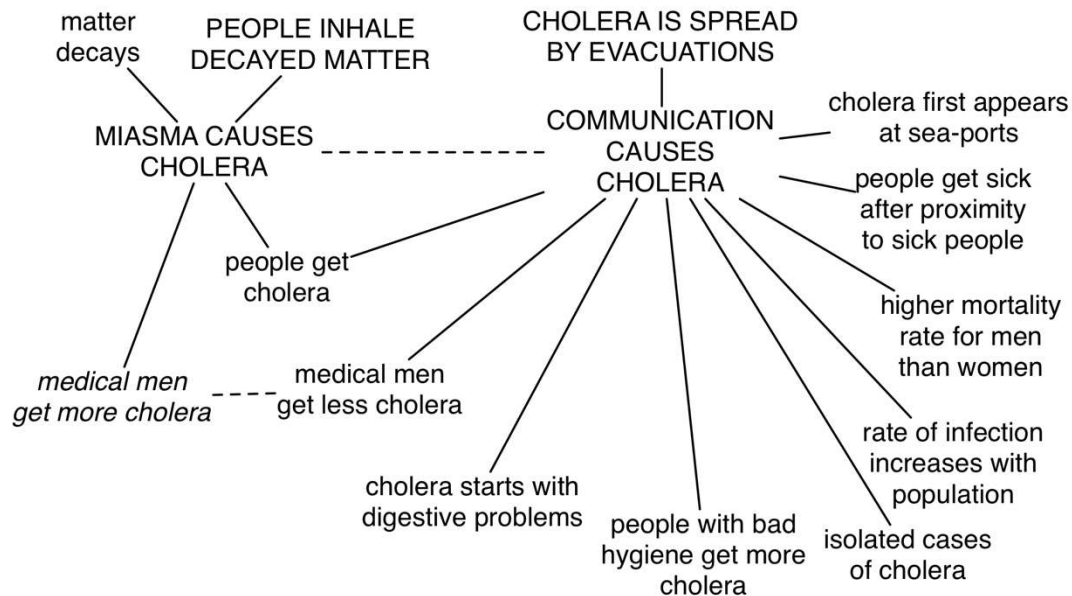 matter
decays
PEOPLE INHALE
DECAYED MATTER
CHOLERA IS SPREAD
BY EVACUATIONS
MIASMA CAUSES
CHOLERA
COMMUNICATION
CAUSES
CHOLERA
cholera first appears
at sea-ports
people get sick
after proximity
to sick people
people get
cholera
higher mortality
rate for men
than women
medical men
get more cholera
medical men
get less cholera
rate of infection
increases with
population
cholera starts with
digestive problems
people with bad
hygiene get more
cholera
isolated cases
of cholera